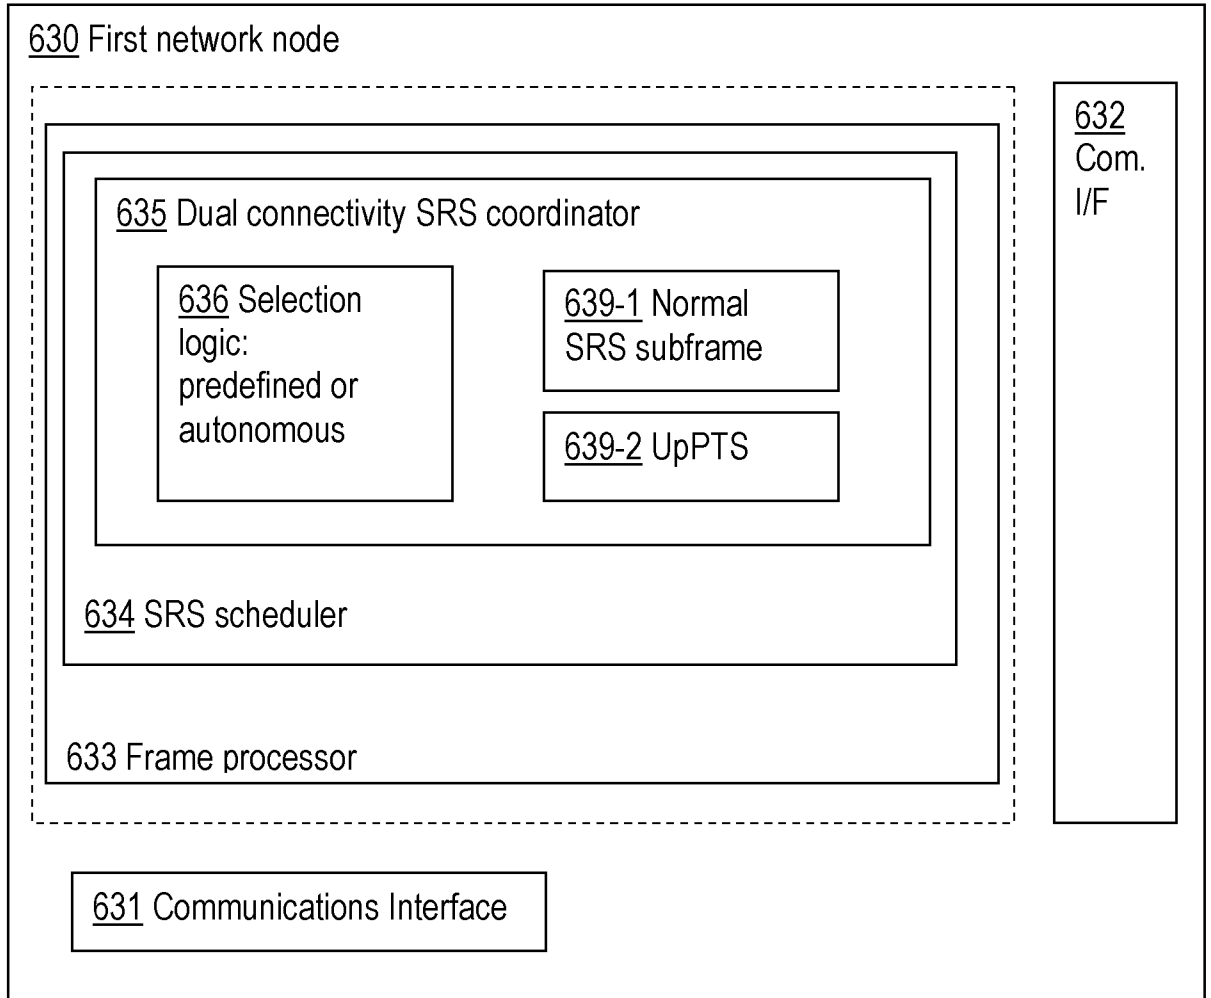 630 First network node
632
Com.
I/F
635 Dual connectivity SRS coordinator
636 Selection
logic:
predefined or
autonomous
639-1 Normal
SRS subframe
639-2 UpPTS
634 SRS scheduler
633 Frame processor
631 Communications Interface